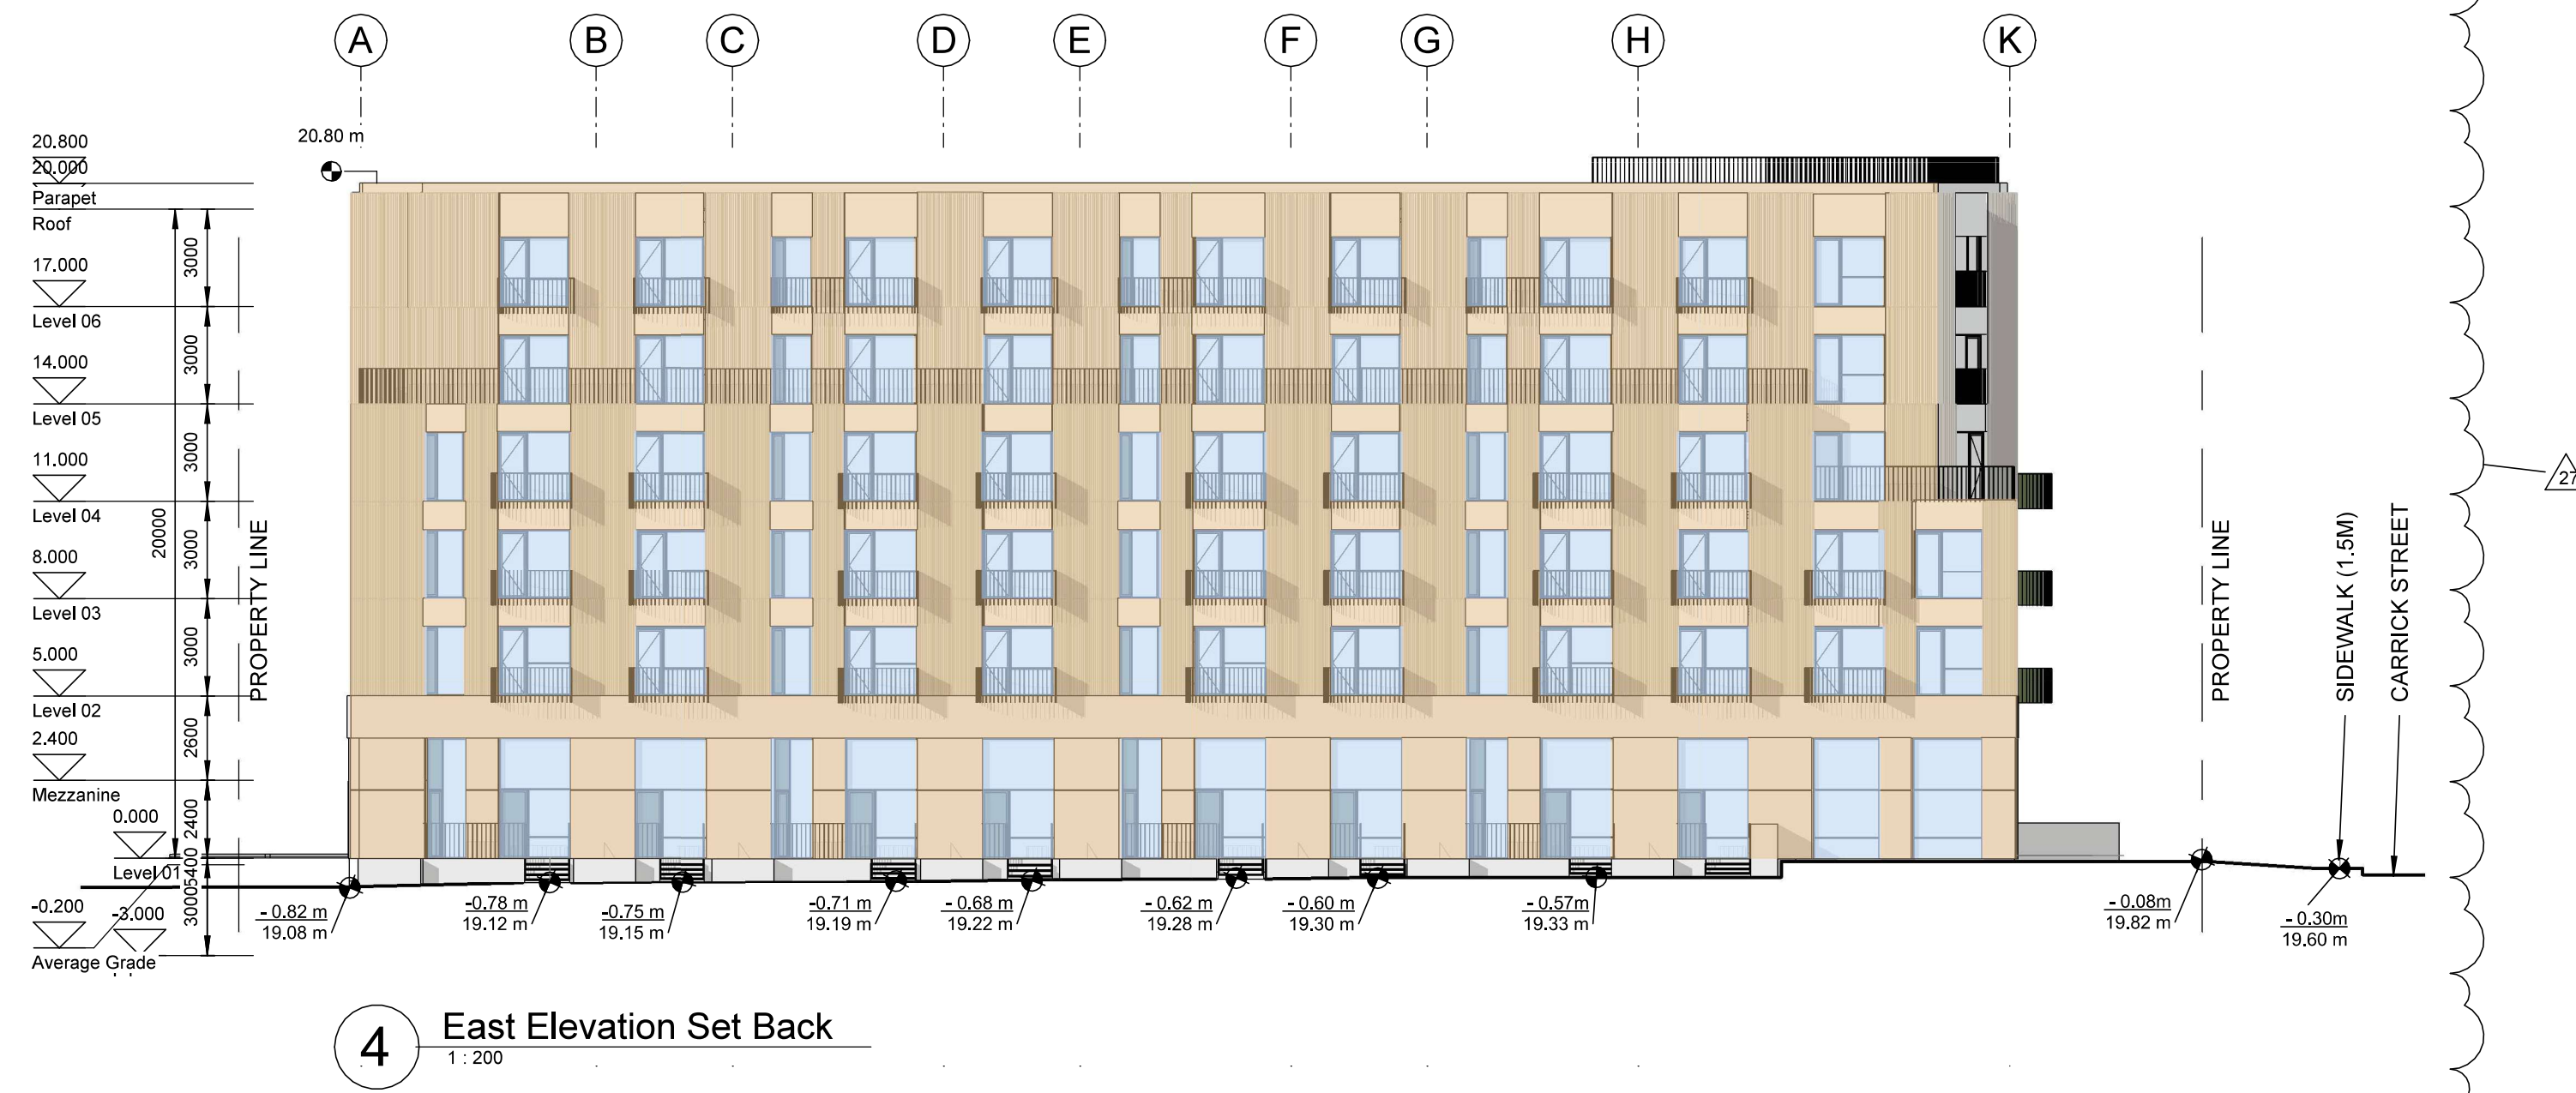 A B C D E F G H K
20.80 m
20.800
20.000
Parapet
Roof
17.000
Level 06
14.000
Level 05
11.000
Level 04
8.000
Level 03
5.000
Level 02
2.400
Mezzanine
0.000
Level 01
-0.200
-3.000
Average Grade
3000
3000
3000
3000
3000
2600
2400
5400
3000
20000
PROPERTY LINE
PROPERTY LINE
SIDEWALK (1.5M)
CARRICK STREET
27
- 0.82 m
19.08 m
-0.78 m
19.12 m
-0.75 m
19.15 m
-0.71 m
19.19 m
- 0.68 m
19.22 m
- 0.62 m
19.28 m
- 0.60 m
19.30 m
- 0.57m
19.33 m
- 0.08m
19.82 m
- 0.30m
19.60 m
4
East Elevation Set Back
1 : 200